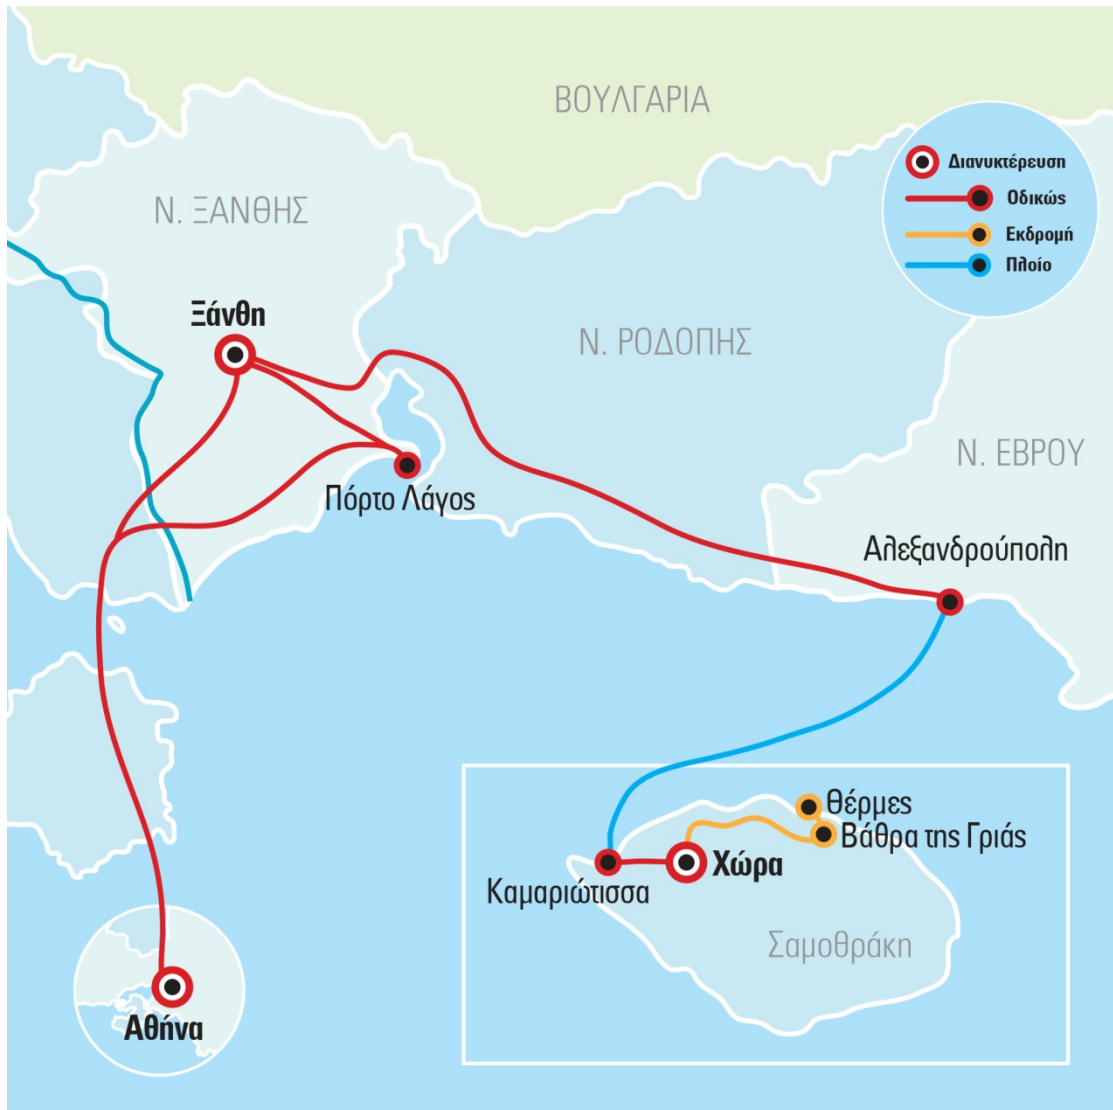 ΒΟΥΛΓΑΡΙΑ
Διανυκτέρευση
Οδικώς
Εκδρομή
Πλοίο
Ν. ΞΑΝΘΗΣ
Ξάνθη
Ν. ΡΟΔΟΠΗΣ
Ν. ΕΒΡΟΥ
Πόρτο Λάγος
Αλεξανδρούπολη
Θέρμες
Βάθρα της Γριάς
Χώρα
Καμαριώτισσα
Σαμοθράκη
Αθήνα